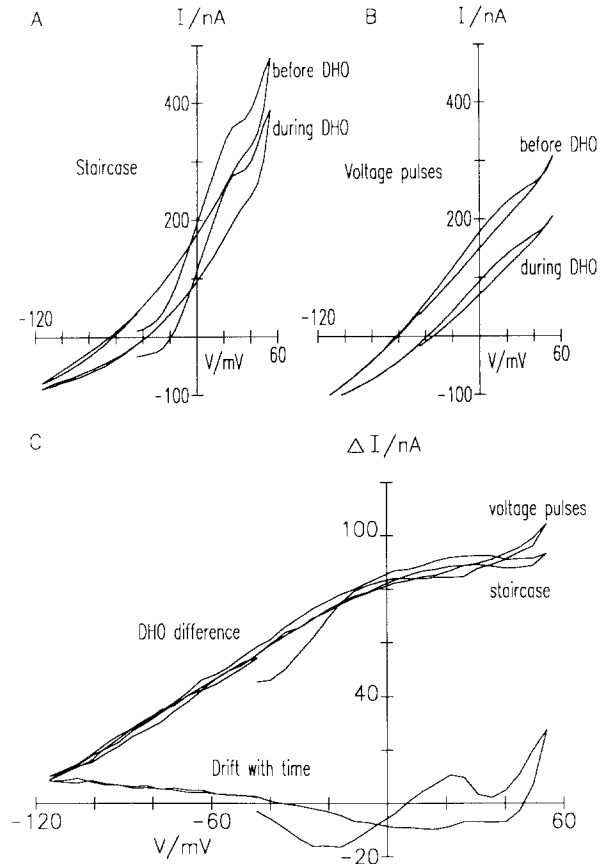 A
I/nA
B
I/nA
400
before DHO
during DHO
Staircase
200
-120
V/mV
60
-100
400
before DHO
Voltage pulses
200
during DHO
-120
V/mV
60
-100
C
Δ I/nA
voltage pulses
100
staircase
DHO difference
40
Drift with time
-120
-60
60
V/mV
-20